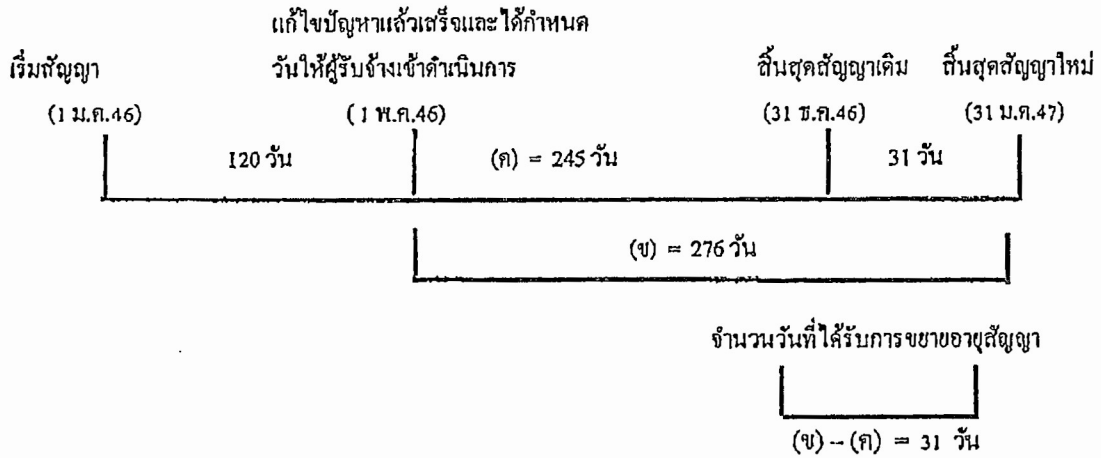 แก้ไขปัญหาแล้วเสร็จและได้กำหนด
เริ่มสัญญา วันให้ผู้รับจ้างเข้าดำเนินการ สิ้นสุดสัญญาเดิม สิ้นสุดสัญญาใหม่
(1 ม.ค.46) (1 พ.ค.46) (31 ธ.ค.46) (31 ม.ค.47)
120 วัน (ค) = 245 วัน 31 วัน
(ข) = 276 วัน
จำนวนวันที่ได้รับการขยายอายุสัญญา
(ข) – (ค) = 31 วัน